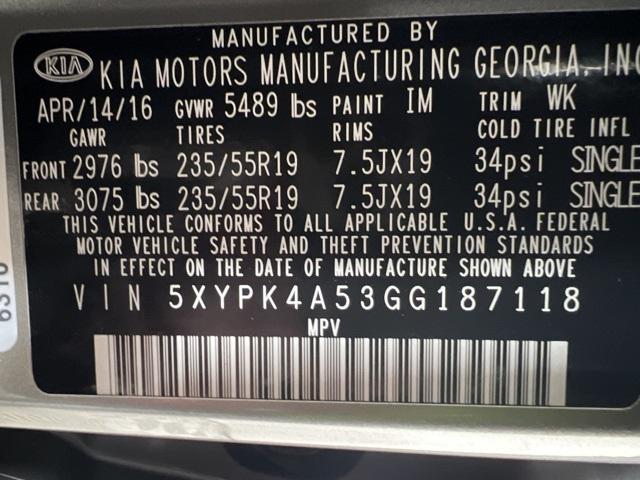 MANUFACTURED BY
KIA KIA MOTORS MANUFACTURING GEORGIA, INC
APR/14/16 GVWR 5489 lbs PAINT IM TRIM WK
GAWR TIRES RIMS COLD TIRE INFL
FRONT 2976 lbs 235/55R19 7.5JX19 34psi SINGLE
REAR 3075 lbs 235/55R19 7.5JX19 34psi SINGLE
THIS VEHICLE CONFORMS TO ALL APPLICABLE U.S.A. FEDERAL
MOTOR VEHICLE SAFETY AND THEFT PREVENTION STANDARDS
IN EFFECT ON THE DATE OF MANUFACTURE SHOWN ABOVE
VIN 5XYPK4A53GG187118
MPV